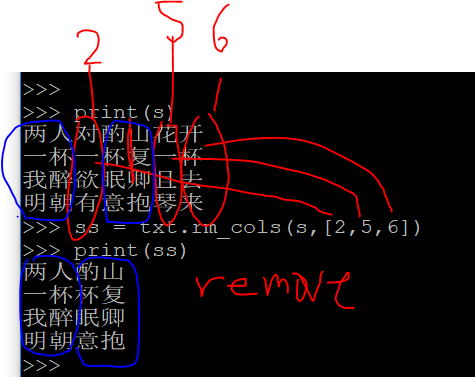 2 5 6
>>>
>>> print(s)
两人对酌山花开
一杯一杯复一杯
我醉欲眠卿且去
明朝有意抱琴来
>>> ss = txt.rm_cols(s,[2,5,6])
>>> print(ss)
两人酌山
一杯杯复
我醉眠卿
明朝意抱
>>>
remove